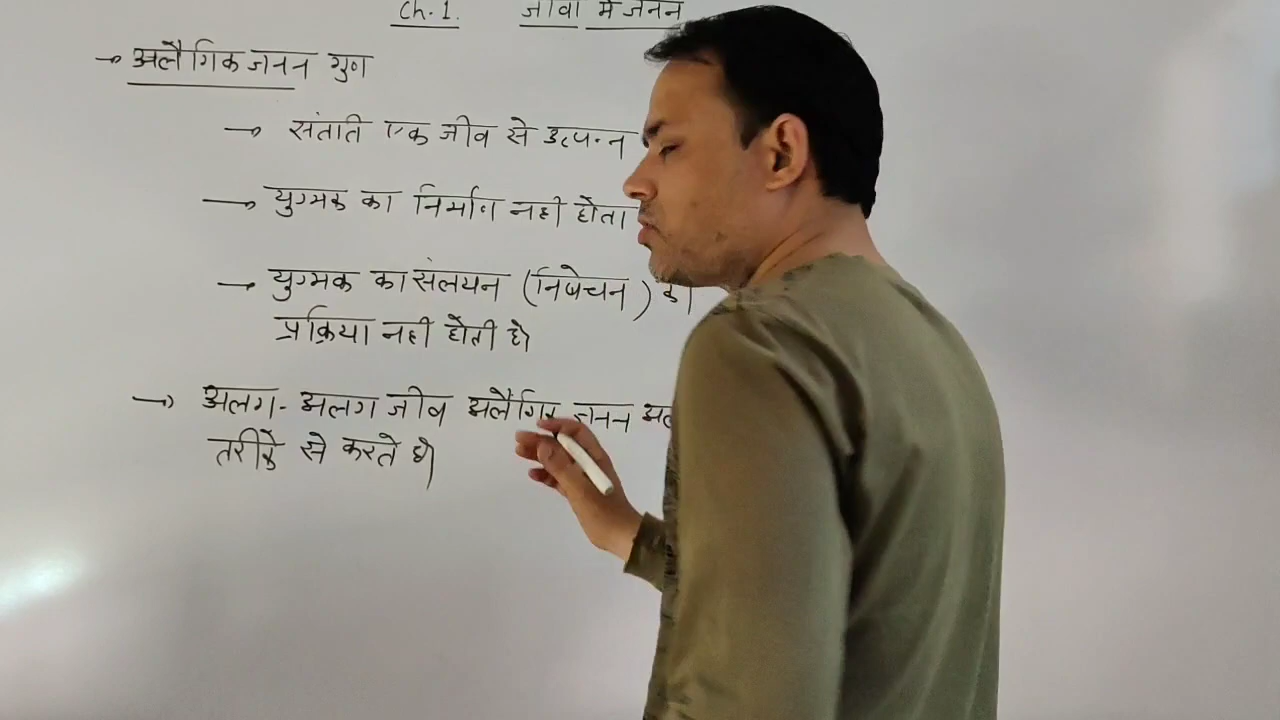 Ch. 1. जीवो में जनन
→ अलैगिक जनन गुण
→ संताति एक जीव से उत्पन्न
→ युग्मक का निर्माण नही होता
→ युग्मक का संलयन (निषेचन) की
प्रक्रिया नही होती है।
→ अलग-अलग जीव अलैगिक जनन
तरीके से करते है।